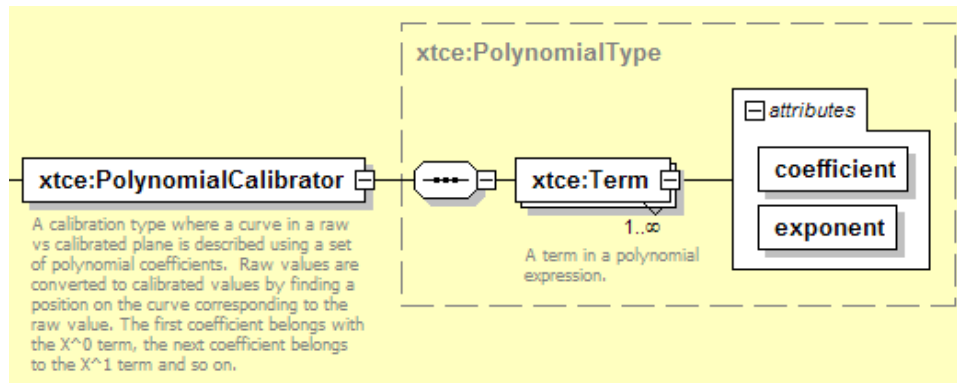 xtce:PolynomialType
attributes
xtce:PolynomialCalibrator
xtce:Term
coefficient
exponent
1..∞
A calibration type where a curve in a raw
vs calibrated plane is described using a set
of polynomial coefficients.  Raw values are
converted to calibrated values by finding a
position on the curve corresponding to the
raw value. The first coefficient belongs with
the X^0 term, the next coefficient belongs
to the X^1 term and so on.
A term in a polynomial
expression.